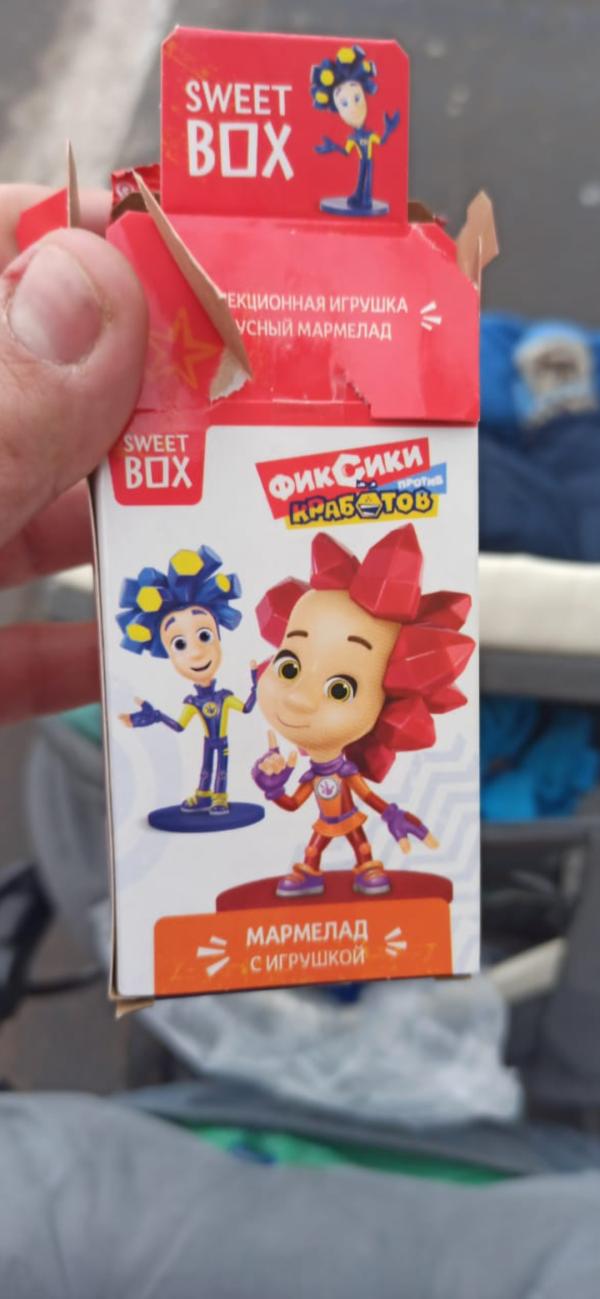 SWEET
BOX
ЕКЦИОННАЯ ИГРУШКА
УСНЫЙ МАРМЕЛАД
SWEET
BOX
ФИКСИКИ
ПРОТИВ
КРАБОТОВ
МАРМЕЛАД
С ИГРУШКОЙ